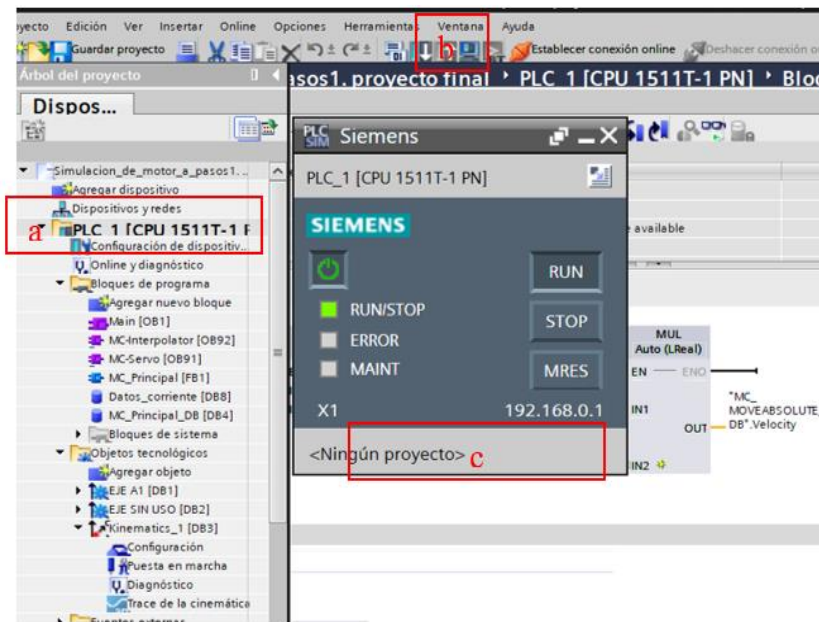 yecto Edición Ver Insertar Online Opciones Herramientas Ventana Ayuda
Guardar proyecto b Establecer conexión online Deshacer conexión o
Árbol del proyecto
asos1. proyecto final PLC_1 [CPU 1511T-1 PN] Bloq
Dispos...
PLC SIM Siemens
Simulacion_de_motor_a_pasos1...
Agregar dispositivo
PLC_1 [CPU 1511T-1 PN]
Dispositivos y redes
a PLC_1 [CPU 1511T-1 P
SIEMENS
e available
Configuración de dispositiv...
Online y diagnóstico
RUN
Bloques de programa
Agregar nuevo bloque
RUN/STOP
STOP
Main [OB1]
ERROR
MUL
MC-Interpolator [OB92]
Auto (LReal)
MC-Servo [OB91]
MAINT
MRES
EN ENO
MC_Principal [FB1]
Datos_corriente [DB8]
"MC_
MC_Principal_DB [DB4]
X1
192.168.0.1
IN1
MOVEABSOLUTE_
OUT
DB".Velocity
Bloques de sistema
Objetos tecnológicos
<Ningún proyecto> c
IN2
Agregar objeto
EJE A1 [DB1]
EJE SIN USO [DB2]
Kinematics_1 [DB3]
Configuración
Puesta en marcha
Diagnóstico
Trace de la cinemática
Eventos externos